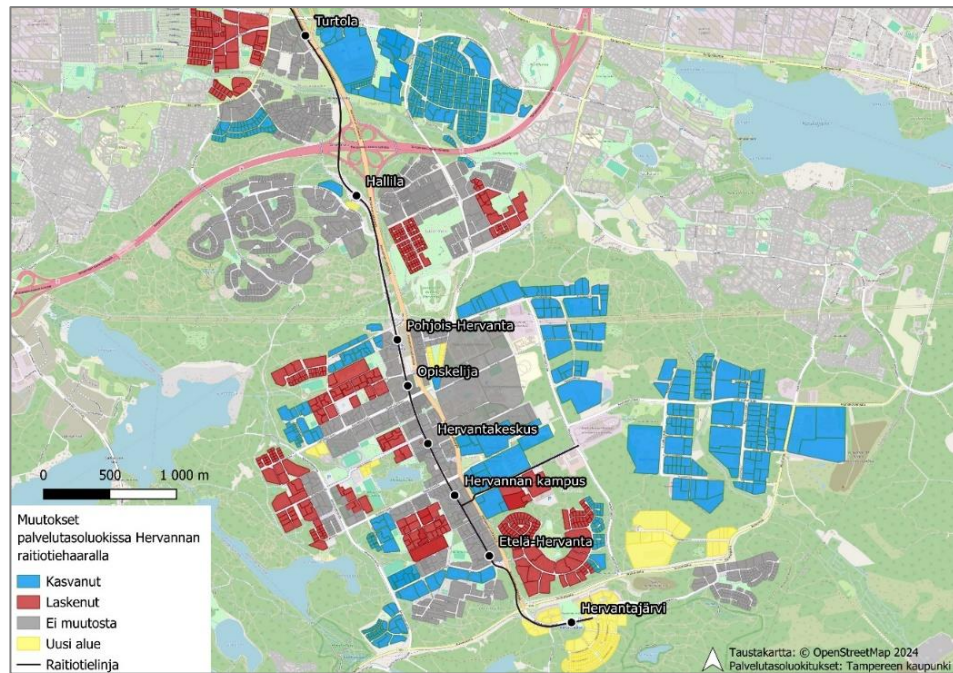 Turtola
Hallila
Pohjois-Hervanta
Opiskelija
Hervantakeskus
Hervannan kampus
Etelä-Hervanta
Hervantajärvi
0 500 1 000 m
Muutokset
palvelutasoluokissa Hervannan
raitiotiehaaralla
Kasvanut
Laskenut
Ei muutosta
Uusi alue
Raitiotielinja
Taustakartta: © OpenStreetMap 2024
Palvelutasoluokitukset: Tampereen kaupunki